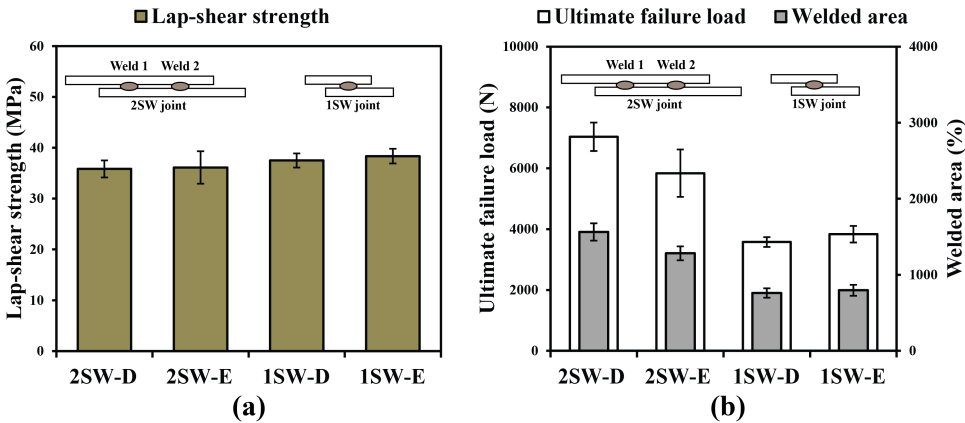 Lap-shear strength
Lap-shear strength (MPa)
60
50
40
30
20
10
0
Weld 1 Weld 2
2SW joint
1SW joint
2SW-D 2SW-E 1SW-D 1SW-E
(a)
Ultimate failure load Welded area
Ultimate failure load (N)
10000
8000
6000
4000
2000
0
Weld 1 Weld 2
2SW joint
1SW joint
4000
3000
2000
1000
0
Welded area (%)
2SW-D 2SW-E 1SW-D 1SW-E
(b)